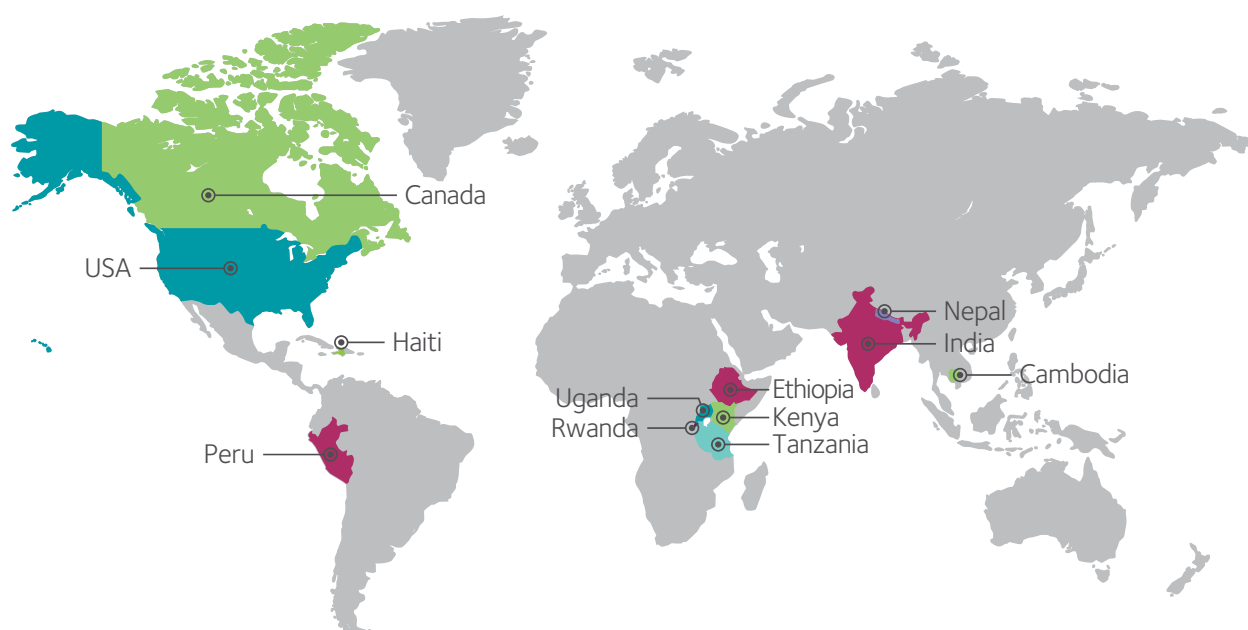 Canada
USA
Haiti
Nepal
India
Cambodia
Ethiopia
Uganda
Kenya
Rwanda
Tanzania
Peru